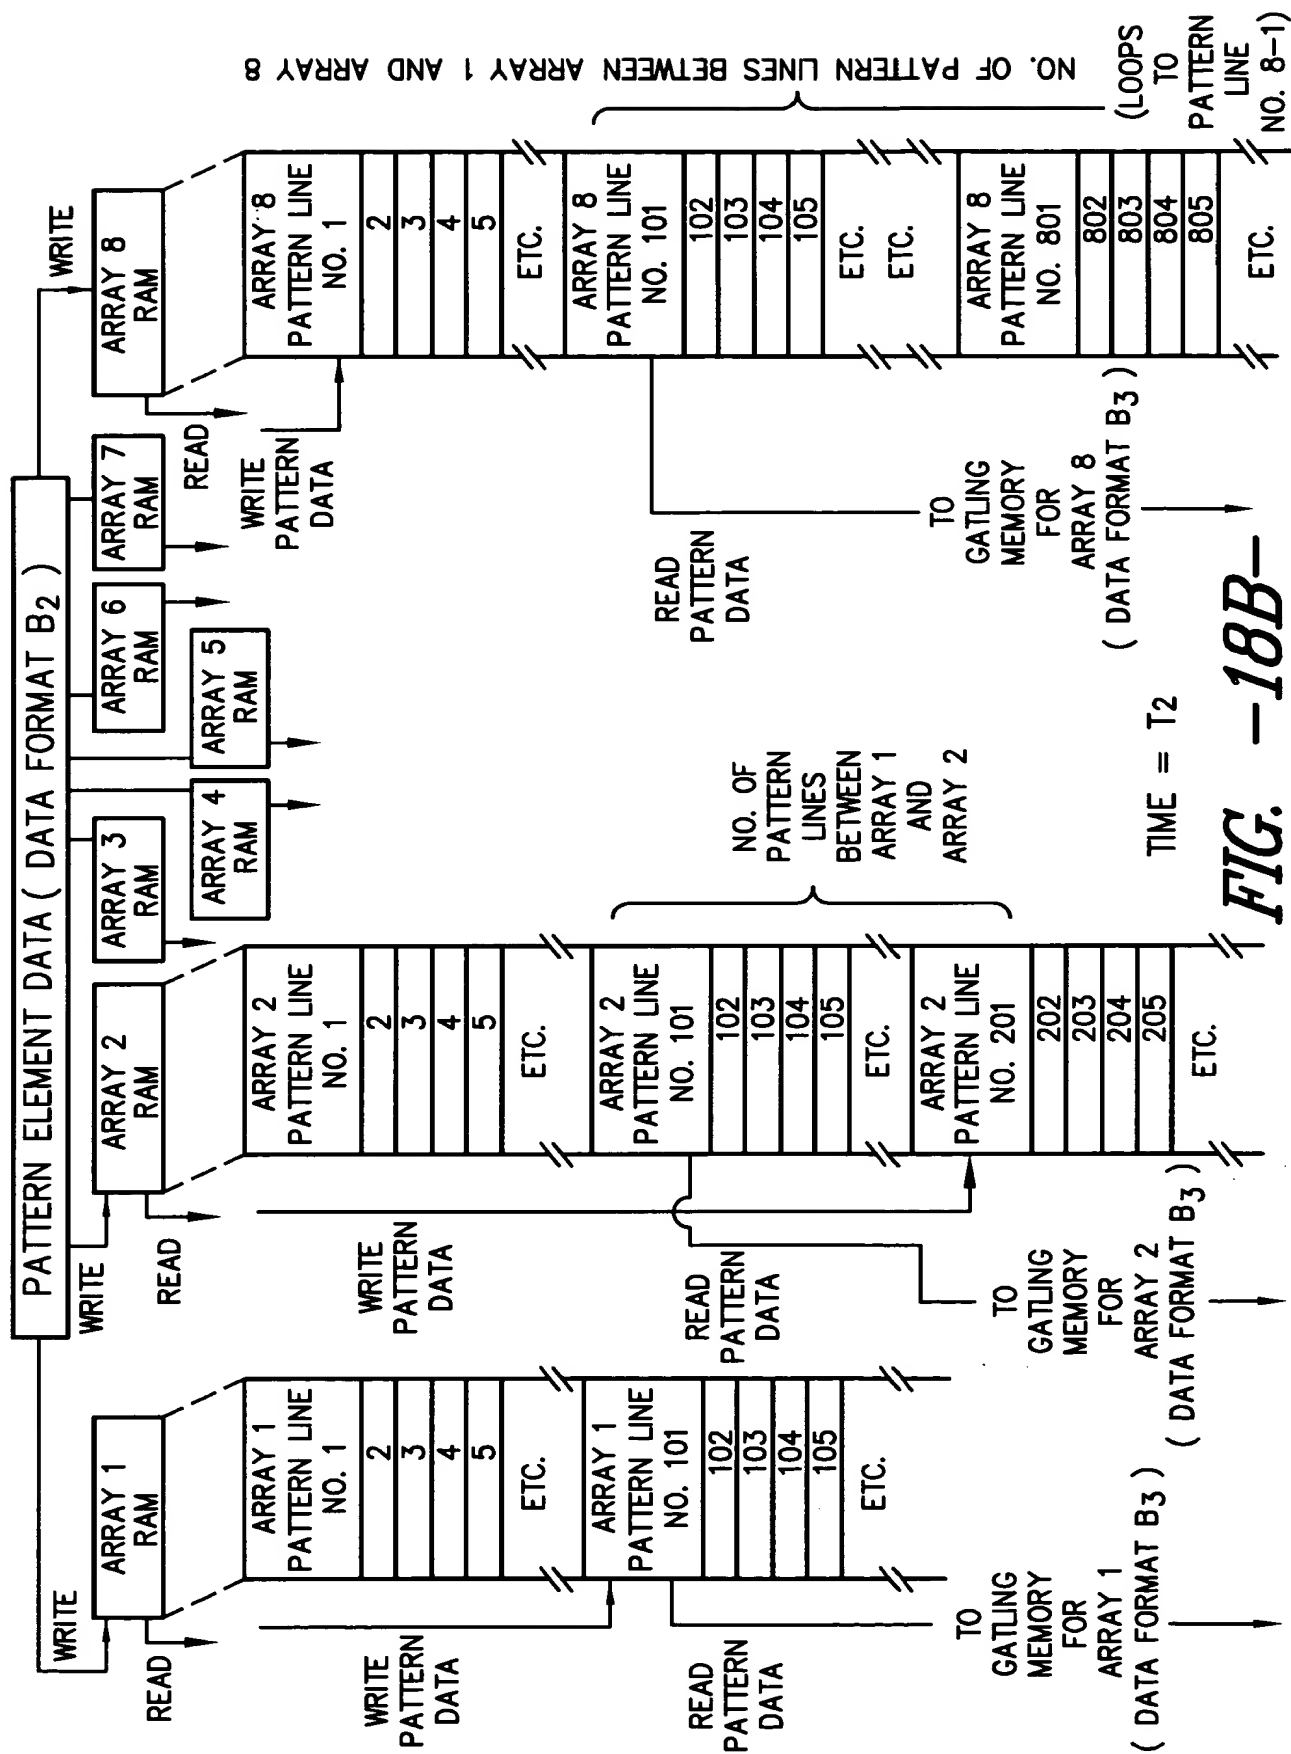 PATTERN ELEMENT DATA ( DATA FORMAT B2 )
WRITE
ARRAY 1
RAM
READ
ARRAY 1
PATTERN LINE
NO. 1
2
3
4
5
ETC.
ARRAY 1
PATTERN LINE
NO. 101
102
103
104
105
ETC.
WRITE
PATTERN
DATA
READ
PATTERN
DATA
TO
GATLING
MEMORY
FOR
ARRAY 1
( DATA FORMAT B3 )
WRITE
ARRAY 2
RAM
READ
ARRAY 2
PATTERN LINE
NO. 1
2
3
4
5
ETC.
ARRAY 2
PATTERN LINE
NO. 101
102
103
104
105
ETC.
ARRAY 2
PATTERN LINE
NO. 201
202
203
204
205
ETC.
WRITE
PATTERN
DATA
READ
PATTERN
DATA
TO
GATLING
MEMORY
FOR
ARRAY 2
( DATA FORMAT B3 )
NO. OF
PATTERN
LINES
BETWEEN
ARRAY 1
AND
ARRAY 2
ARRAY 3
RAM
ARRAY 4
RAM
ARRAY 5
RAM
ARRAY 6
RAM
ARRAY 7
RAM
WRITE
ARRAY 8
RAM
READ
ARRAY 8
PATTERN LINE
NO. 1
2
3
4
5
ETC.
ARRAY 8
PATTERN LINE
NO. 101
102
103
104
105
ETC.
ETC.
ARRAY 8
PATTERN LINE
NO. 801
802
803
804
805
ETC.
WRITE
PATTERN
DATA
READ
PATTERN
DATA
TO
GATLING
MEMORY
FOR
ARRAY 8
( DATA FORMAT B3 )
NO. OF PATTERN LINES BETWEEN ARRAY 1 AND ARRAY 8
(LOOPS
TO
PATTERN
LINE
NO. 8-1)
TIME = T2
FIG. -18B-